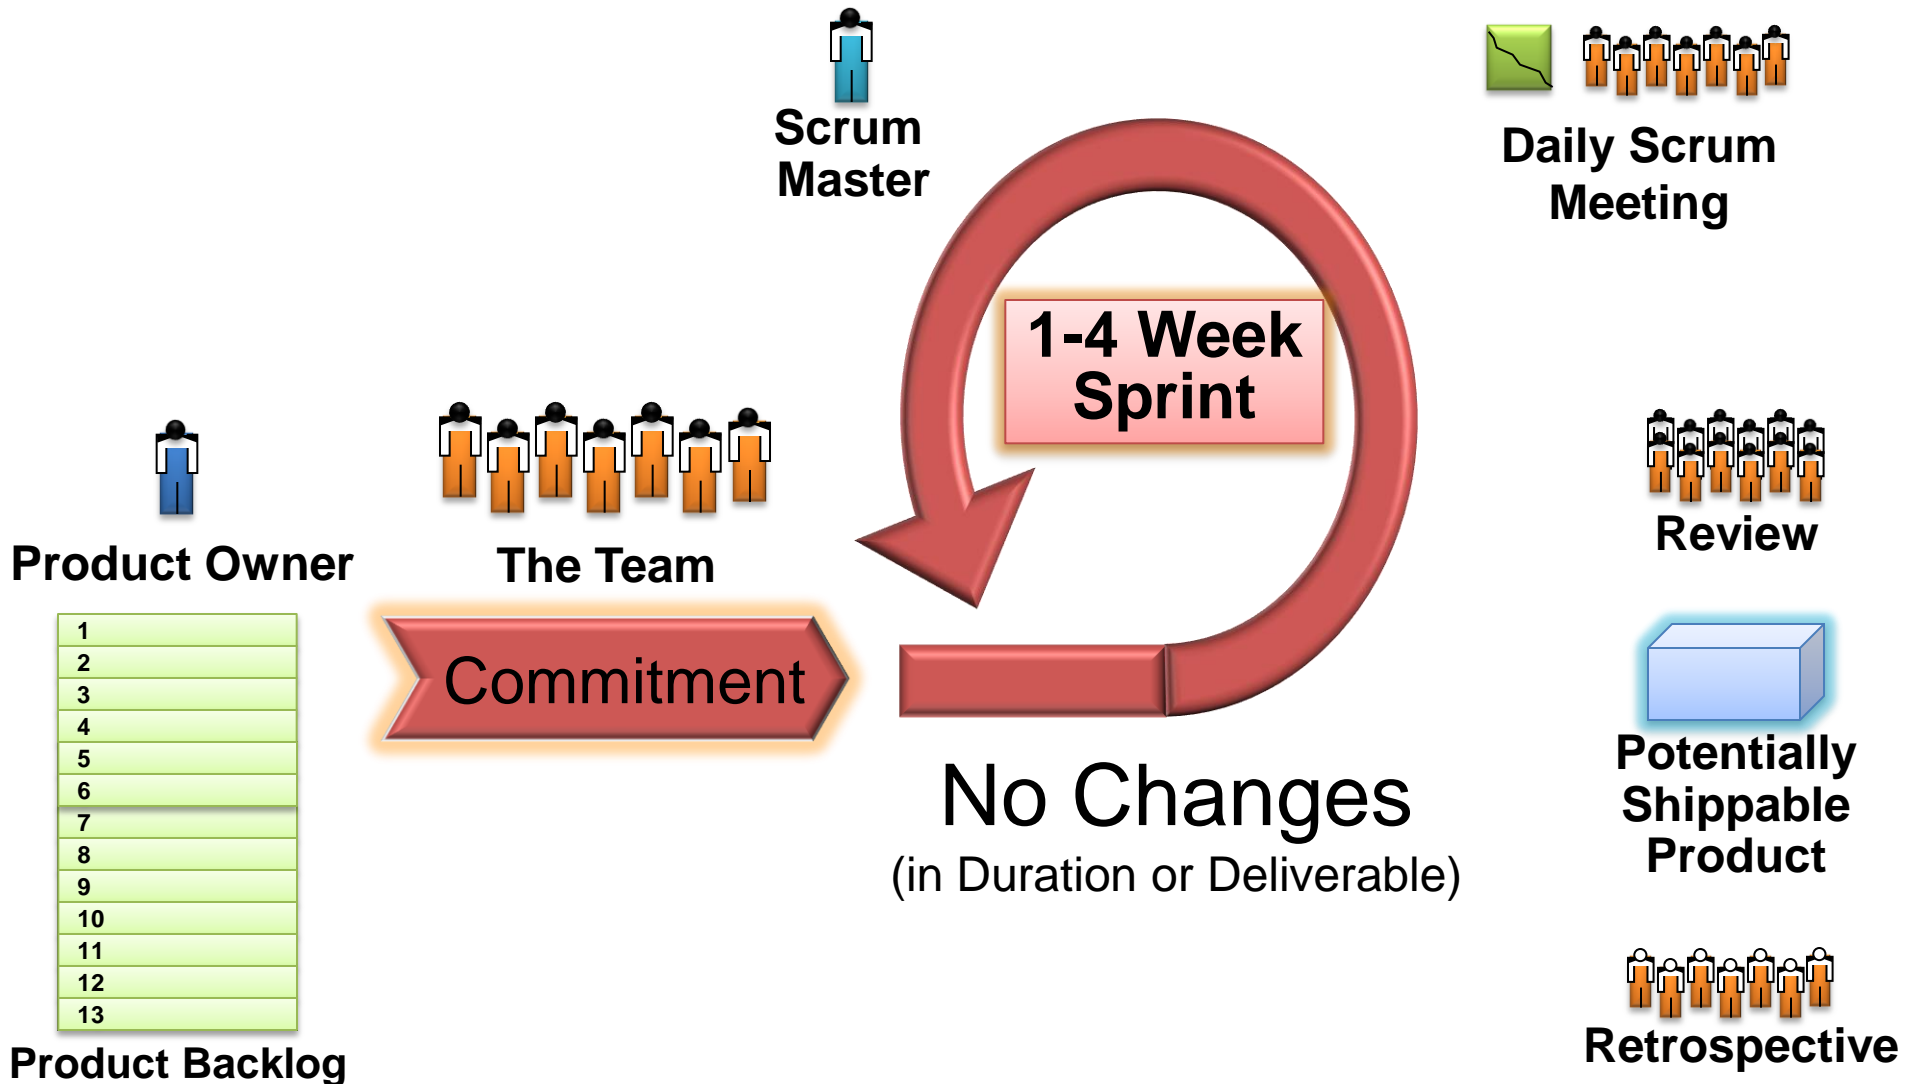 Scrum
Master
Daily Scrum
Meeting
1-4 Week
Sprint
Product Owner
The Team
Review
1
2
3
4
5
6
7
8
9
10
11
12
13
Product Backlog
Commitment
No Changes
(in Duration or Deliverable)
Potentially
Shippable
Product
Retrospective